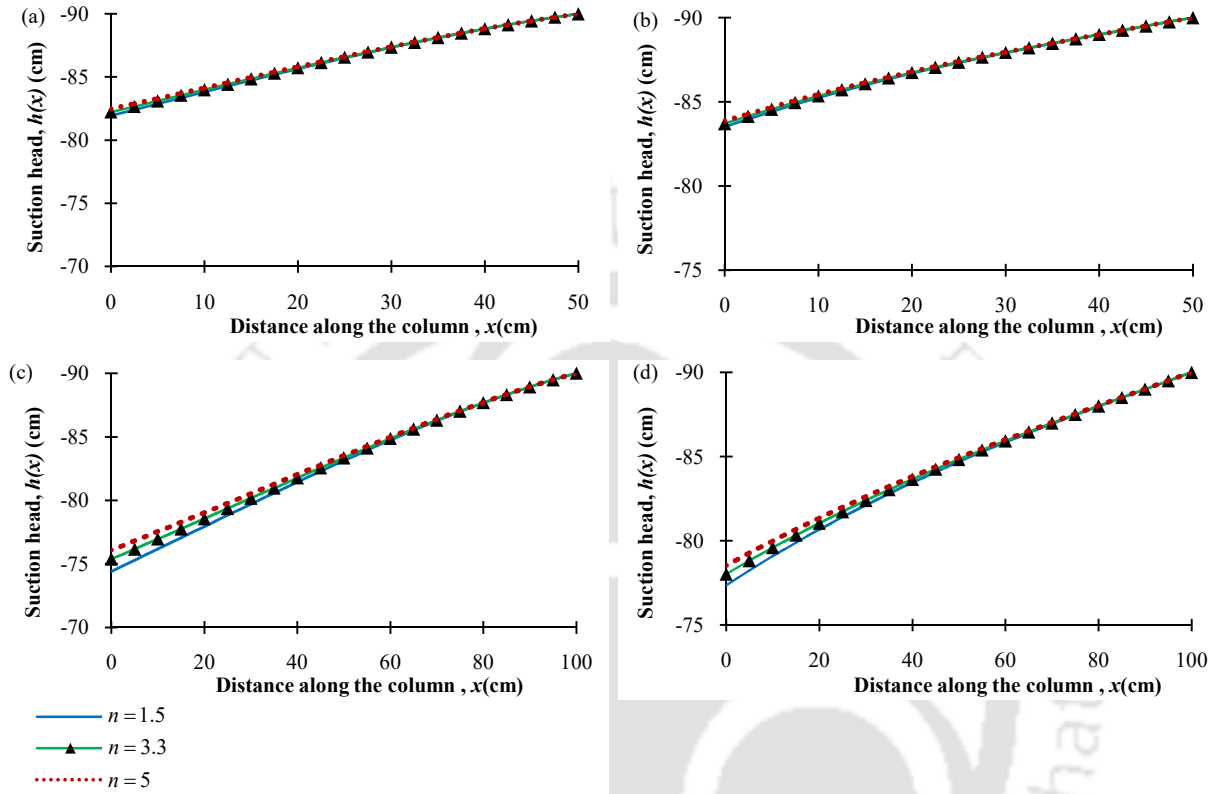 (a)
-90
-85
-80
-75
-70
Suction head, h(x) (cm)
0 10 20 30 40 50
Distance along the column , x(cm)
(b)
-90
-85
-80
-75
Suction head, h(x) (cm)
0 10 20 30 40 50
Distance along the column , x(cm)
(c)
-90
-85
-80
-75
-70
Suction head, h(x) (cm)
0 20 40 60 80 100
Distance along the column , x(cm)
(d)
-90
-85
-80
-75
Suction head, h(x) (cm)
0 20 40 60 80 100
Distance along the column , x(cm)
n = 1.5
n = 3.3
n = 5